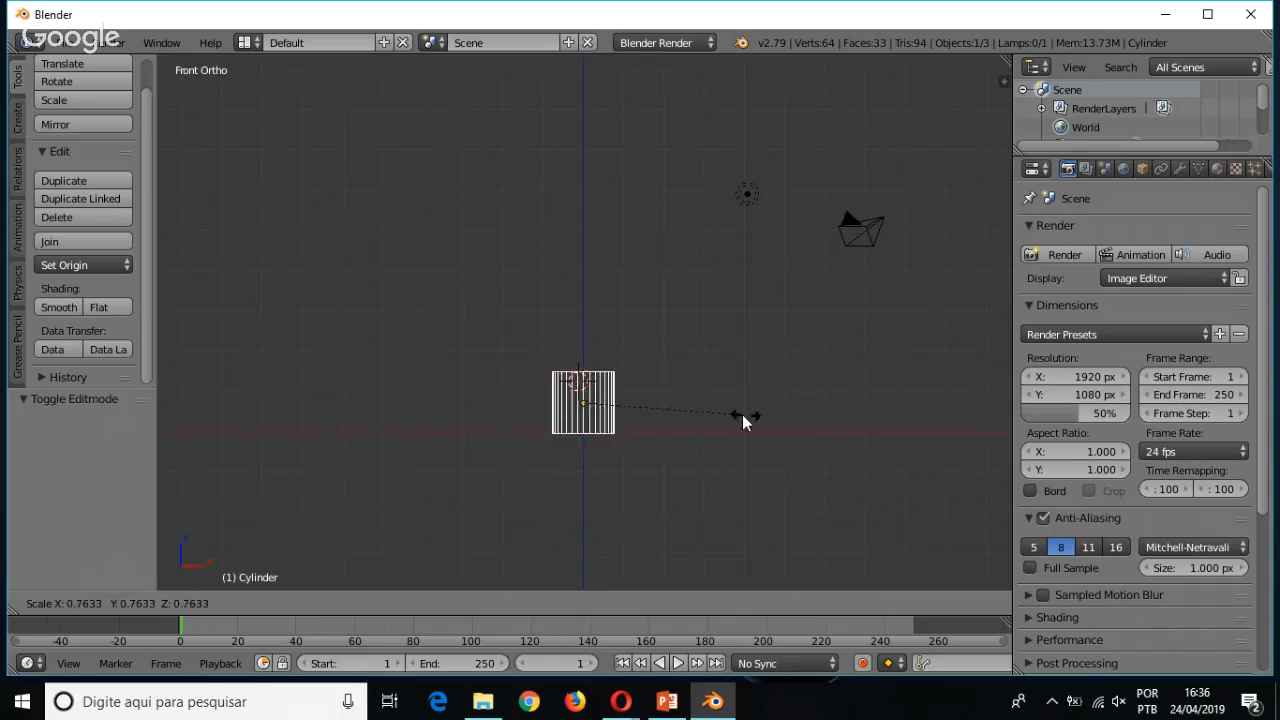 Blender
Google
Window Help Default Scene Blender Render v2.79 | Verts:64 | Faces:33 | Tris:94 | Objects:1/3 | Lamps:0/1 | Mem:13.73M | Cylinder
Tools
Create
Relations
Animation
Physics
Grease Pencil
Translate
Rotate
Scale
Mirror
Edit
Duplicate
Duplicate Linked
Delete
Join
Set Origin
Shading:
Smooth Flat
Data Transfer:
Data Data La
History
Toggle Editmode
Front Ortho
(1) Cylinder
Scale X: 0.7633 Y: 0.7633 Z: 0.7633
View Search All Scenes
Scene
RenderLayers
World
Scene
Render
Render Animation Audio
Display: Image Editor
Dimensions
Render Presets
Resolution: Frame Range:
X: 1920 px Start Frame: 1
Y: 1080 px End Frame: 250
50% Frame Step: 1
Aspect Ratio: Frame Rate:
X: 1.000 24 fps
Y: 1.000 Time Remapping:
Bord Crop : 100 : 100
Anti-Aliasing
5 8 11 16 Mitchell-Netravali
Full Sample Size: 1.000 px
Sampled Motion Blur
Shading
Performance
Post Processing
-40 -20 0 20 40 60 80 100 120 140 160 180 200 220 240 260
View Marker Frame Playback Start: 1 End: 250 1 No Sync
Digite aqui para pesquisar
POR
PTB
16:36
24/04/2019
2